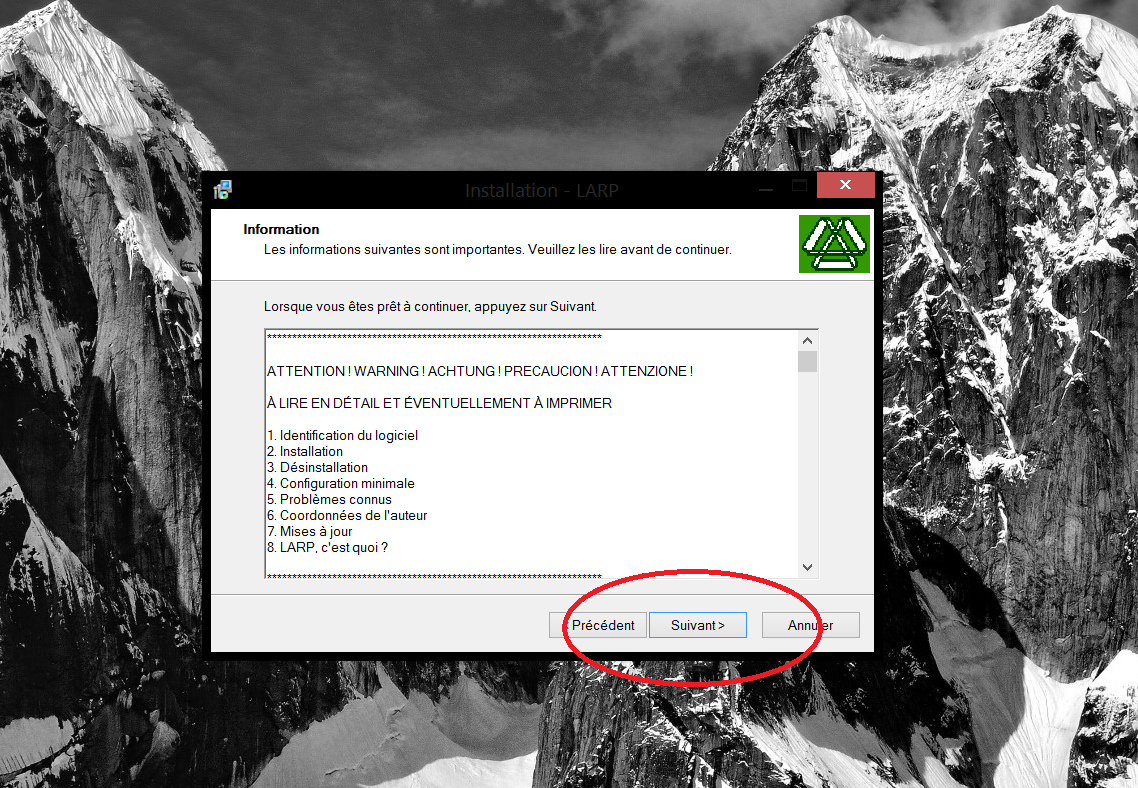 Installation - LARP
Information
Les informations suivantes sont importantes. Veuillez les lire avant de continuer.
Lorsque vous êtes prêt à continuer, appuyez sur Suivant.
*******************************************************************
ATTENTION ! WARNING ! ACHTUNG ! PRECAUCION ! ATTENZIONE !
À LIRE EN DÉTAIL ET ÉVENTUELLEMENT À IMPRIMER
1. Identification du logiciel
2. Installation
3. Désinstallation
4. Configuration minimale
5. Problèmes connus
6. Coordonnées de l'auteur
7. Mises à jour
8. LARP, c'est quoi ?
*******************************************************************
< Précédent Suivant > Annuler